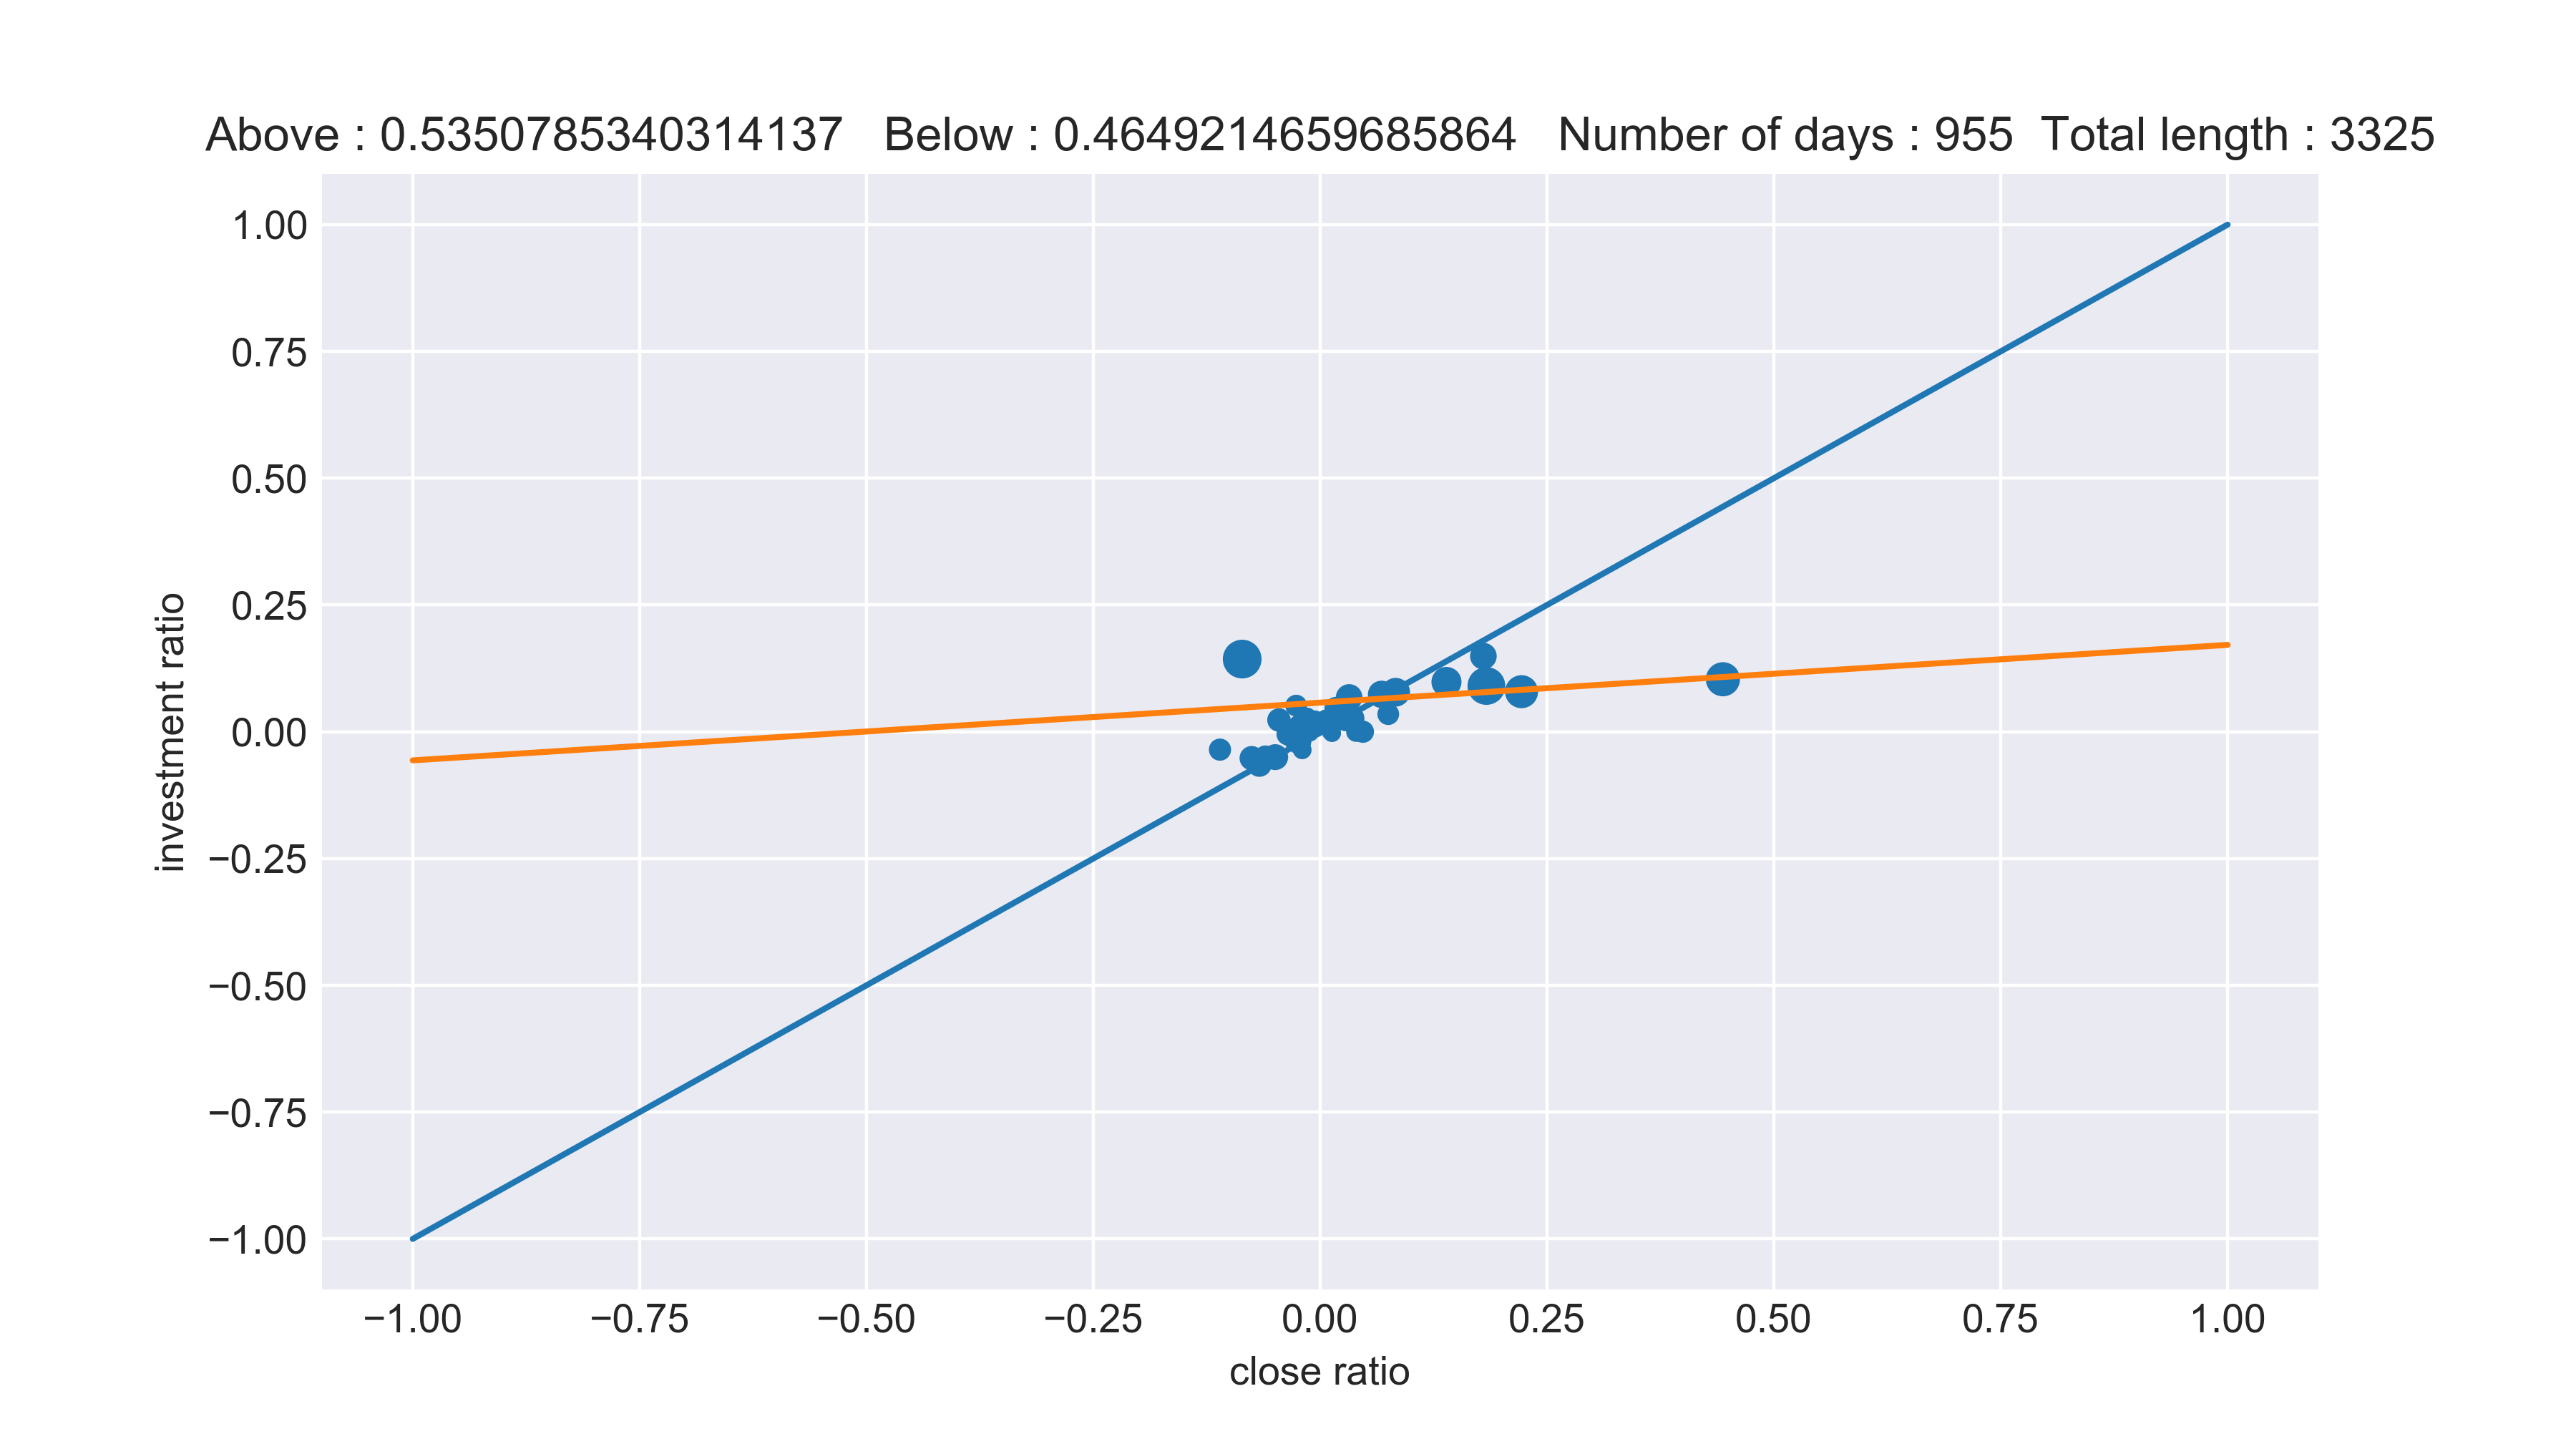 Above : 0.5350785340314137   Below : 0.4649214659685864   Number of days : 955  Total length : 3325
1.00
0.75
0.50
0.25
0.00
−0.25
−0.50
−0.75
−1.00
investment ratio
−1.00 −0.75 −0.50 −0.25 0.00 0.25 0.50 0.75 1.00
close ratio